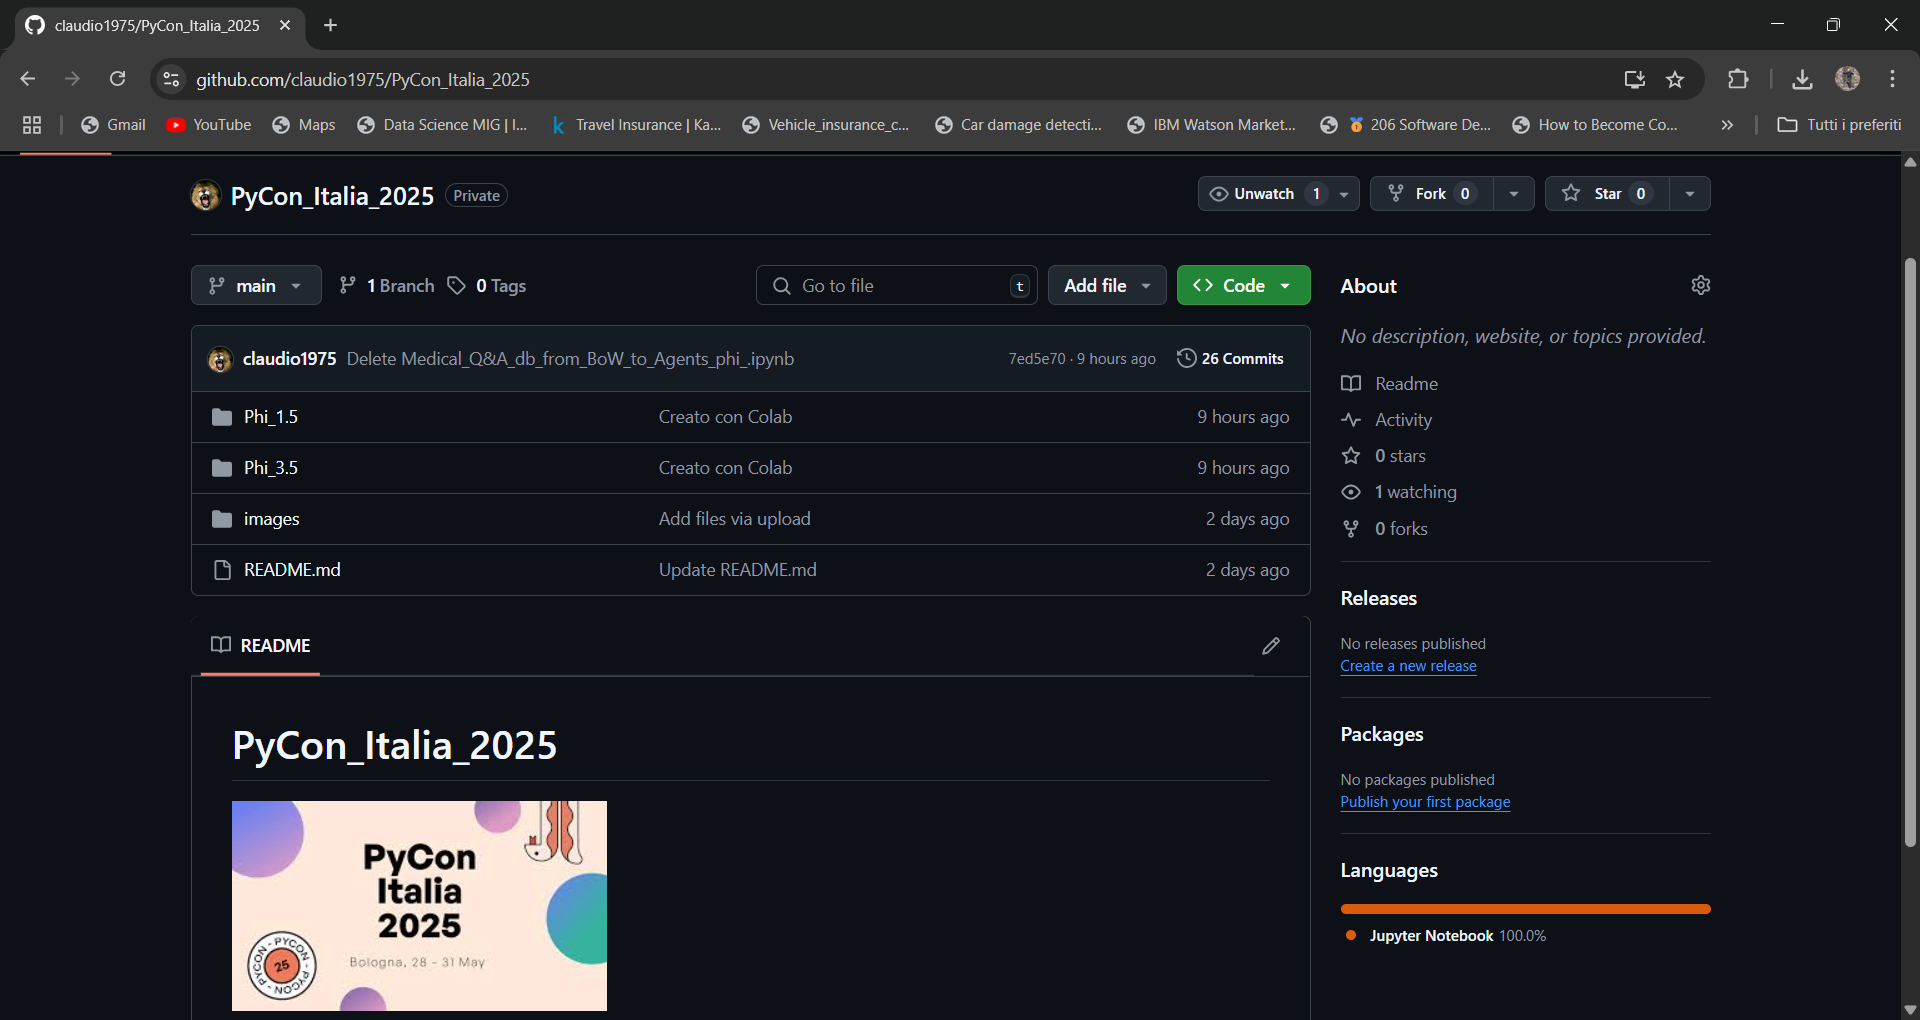 claudio1975/PyCon_Italia_2025
github.com/claudio1975/PyCon_Italia_2025
Gmail YouTube Maps Data Science MIG | I... Travel Insurance | Ka... Vehicle_insurance_c... Car damage detecti... IBM Watson Market... 206 Software De... How to Become Co... Tutti i preferiti
PyCon_Italia_2025 Private Unwatch 1 Fork 0 Star 0
main 1 Branch 0 Tags Go to file t Add file Code
claudio1975 Delete Medical_Q&A_db_from_BoW_to_Agents_phi_.ipynb 7ed5e70 · 9 hours ago 26 Commits
Phi_1.5 Creato con Colab 9 hours ago
Phi_3.5 Creato con Colab 9 hours ago
images Add files via upload 2 days ago
README.md Update README.md 2 days ago
README
PyCon_Italia_2025
PyCon
Italia
2025
Bologna, 28 - 31 May
PYCON - PYCON - PYCON -
25
About
No description, website, or topics provided.
Readme
Activity
0 stars
1 watching
0 forks
Releases
No releases published
Create a new release
Packages
No packages published
Publish your first package
Languages
Jupyter Notebook 100.0%